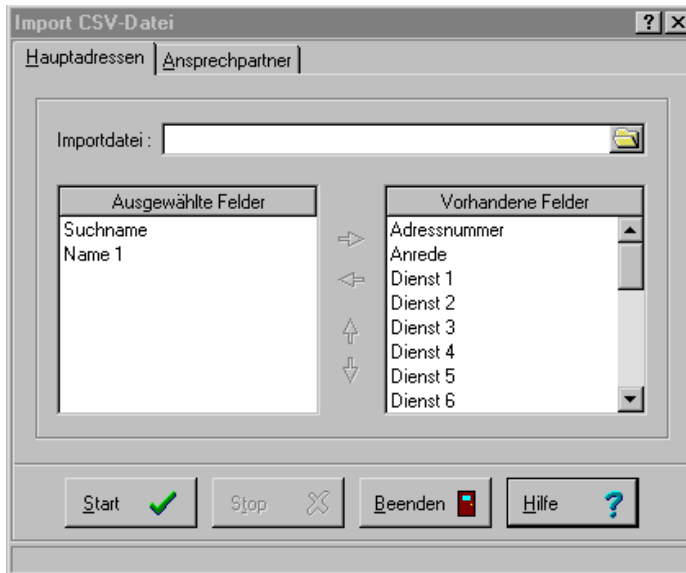 Import CSV-Datei
Hauptadressen Ansprechpartner
Importdatei :
Ausgewählte Felder Vorhandene Felder
Suchname
Name 1
Adressnummer
Anrede
Dienst 1
Dienst 2
Dienst 3
Dienst 4
Dienst 5
Dienst 6
Start Stop Beenden Hilfe ?